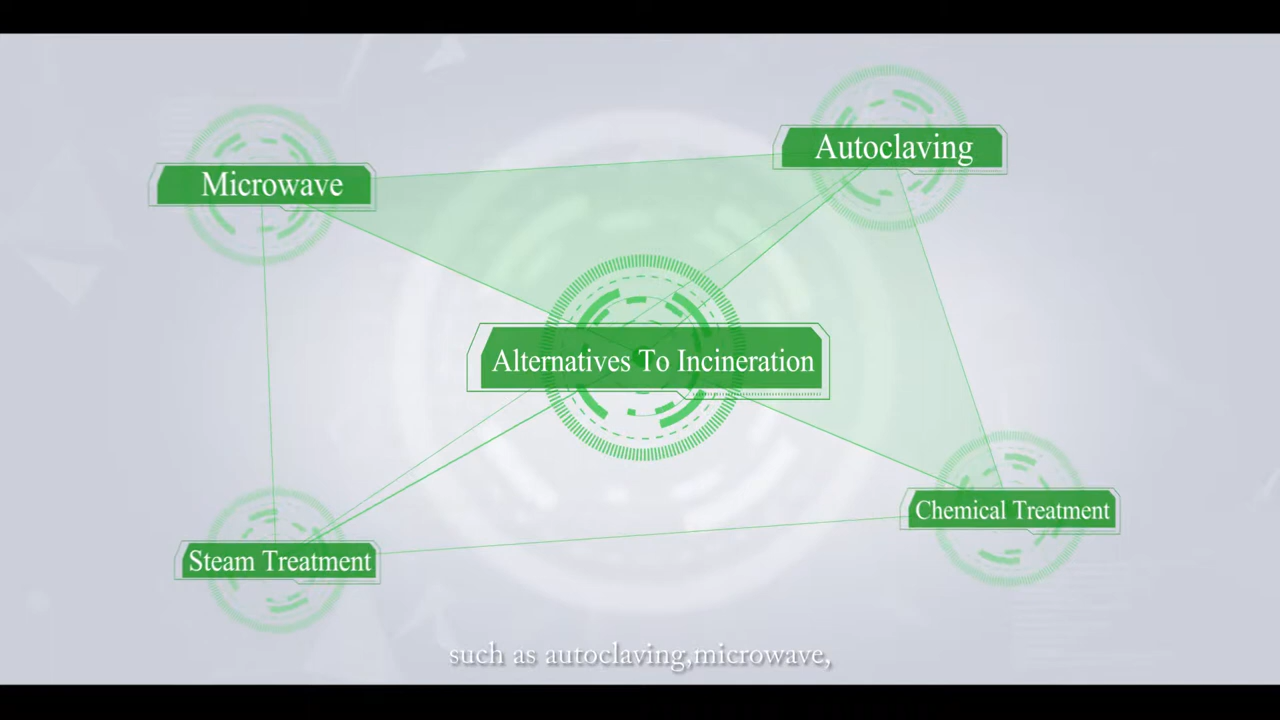 Autoclaving
Microwave
Alternatives To Incineration
Chemical Treatment
Steam Treatment
such as autoclaving,microwave,